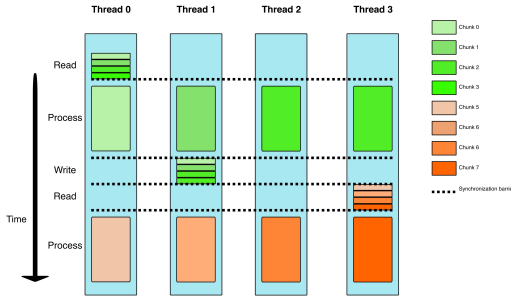 Thread 0 Thread 1 Thread 2 Thread 3
Read
Process
Write
Read
Process
Time
Chunk 0
Chunk 1
Chunk 2
Chunk 3
Chunk 5
Chunk 6
Chunk 6
Chunk 7
Synchronization barrie